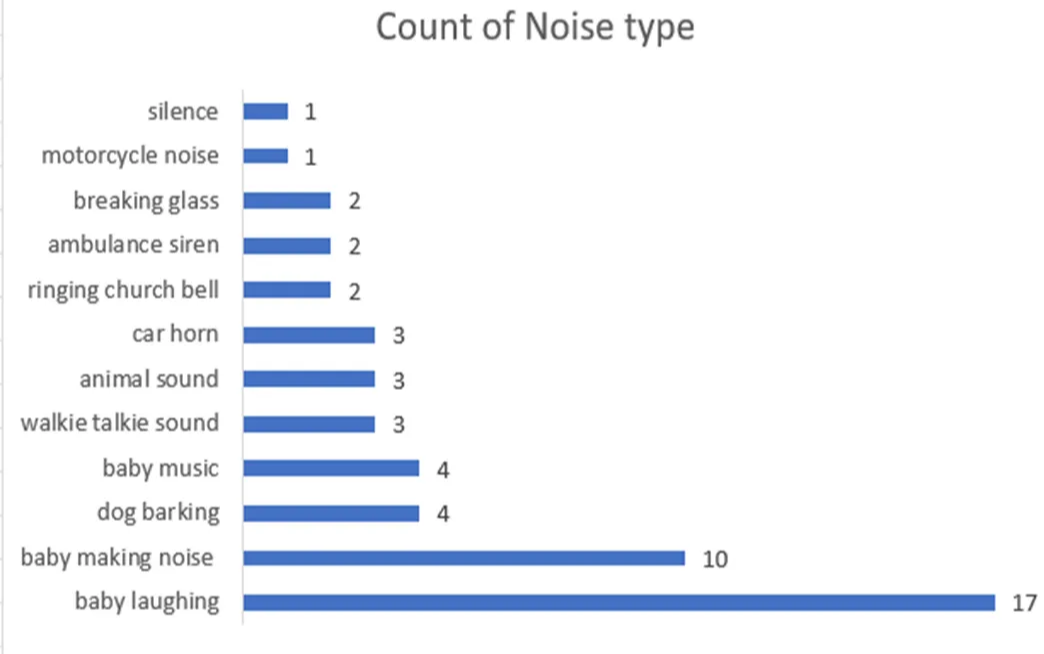 Count of Noise type
silence 1
motorcycle noise 1
breaking glass 2
ambulance siren 2
ringing church bell 2
car horn 3
animal sound 3
walkie talkie sound 3
baby music 4
dog barking 4
baby making noise 10
baby laughing 17